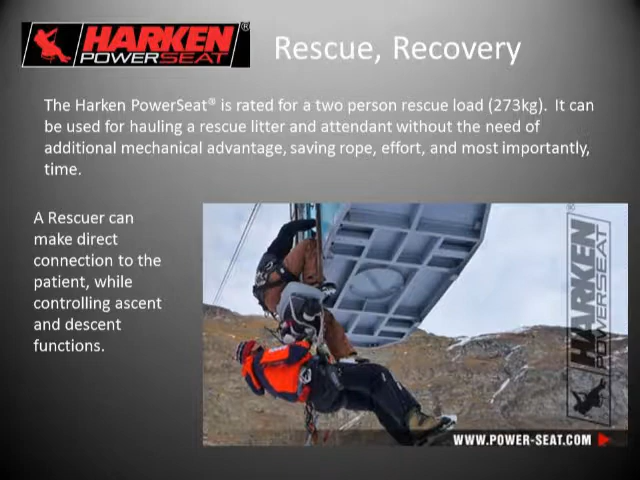 HARKEN®
POWERSEAT
Rescue, Recovery
The Harken PowerSeat® is rated for a two person rescue load (273kg). It can
be used for hauling a rescue litter and attendant without the need of
additional mechanical advantage, saving rope, effort, and most importantly,
time.
A Rescuer can
make direct
connection to the
patient, while
controlling ascent
and descent
functions.
HARKEN®
POWERSEAT
WWW.POWER-SEAT.COM